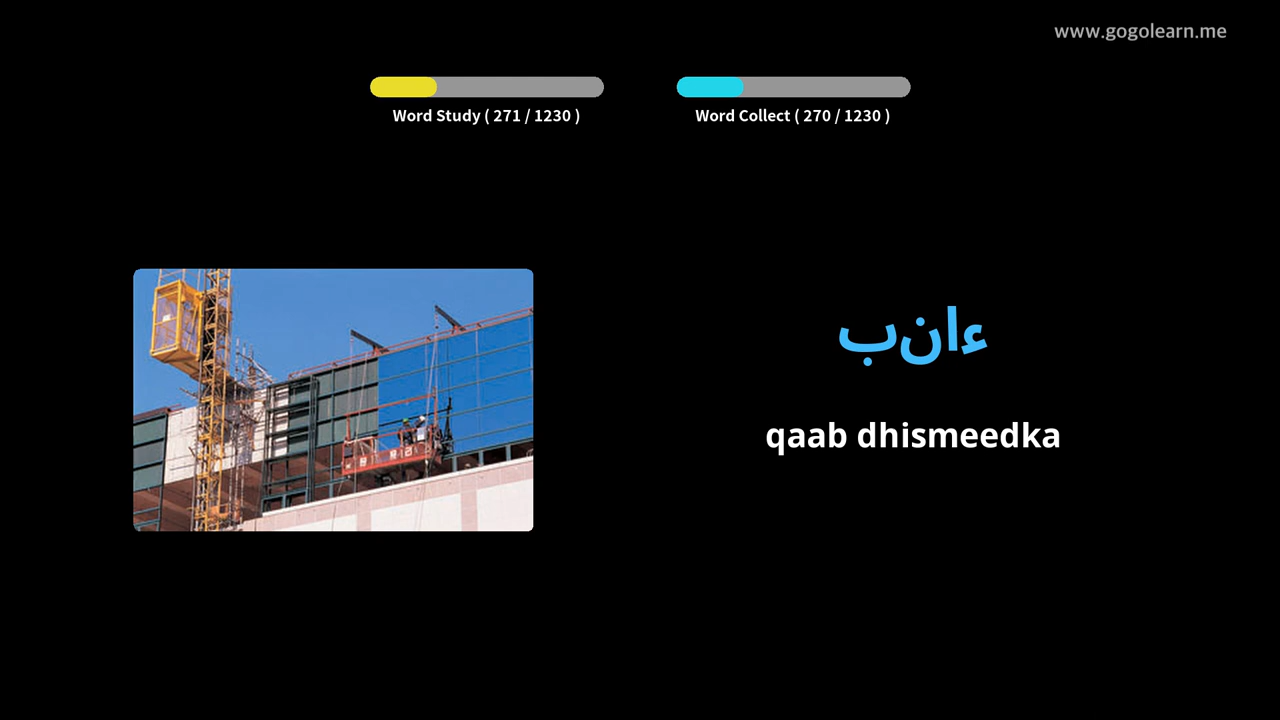 www.gogolearn.me
Word Study ( 271 / 1230 )
Word Collect ( 270 / 1230 )
بناء
qaab dhismeedka